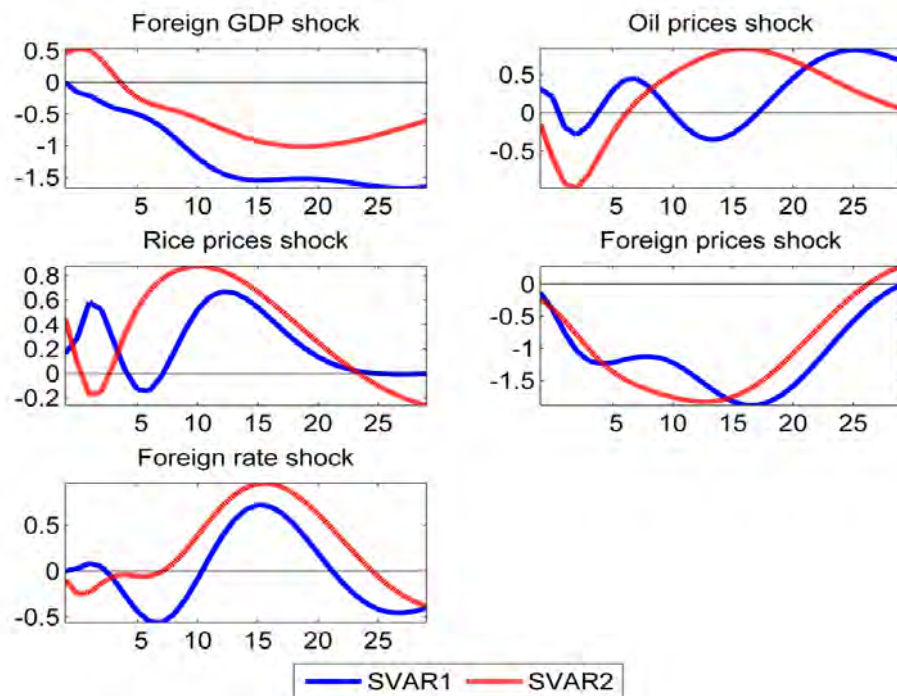 Foreign GDP shock
0.5
0
-0.5
-1
-1.5
5 10 15 20 25
Oil prices shock
0.5
0
-0.5
5 10 15 20 25
Rice prices shock
0.8
0.6
0.4
0.2
0
-0.2
5 10 15 20 25
Foreign prices shock
0
-0.5
-1
-1.5
5 10 15 20 25
Foreign rate shock
0.5
0
-0.5
5 10 15 20 25
SVAR1 SVAR2